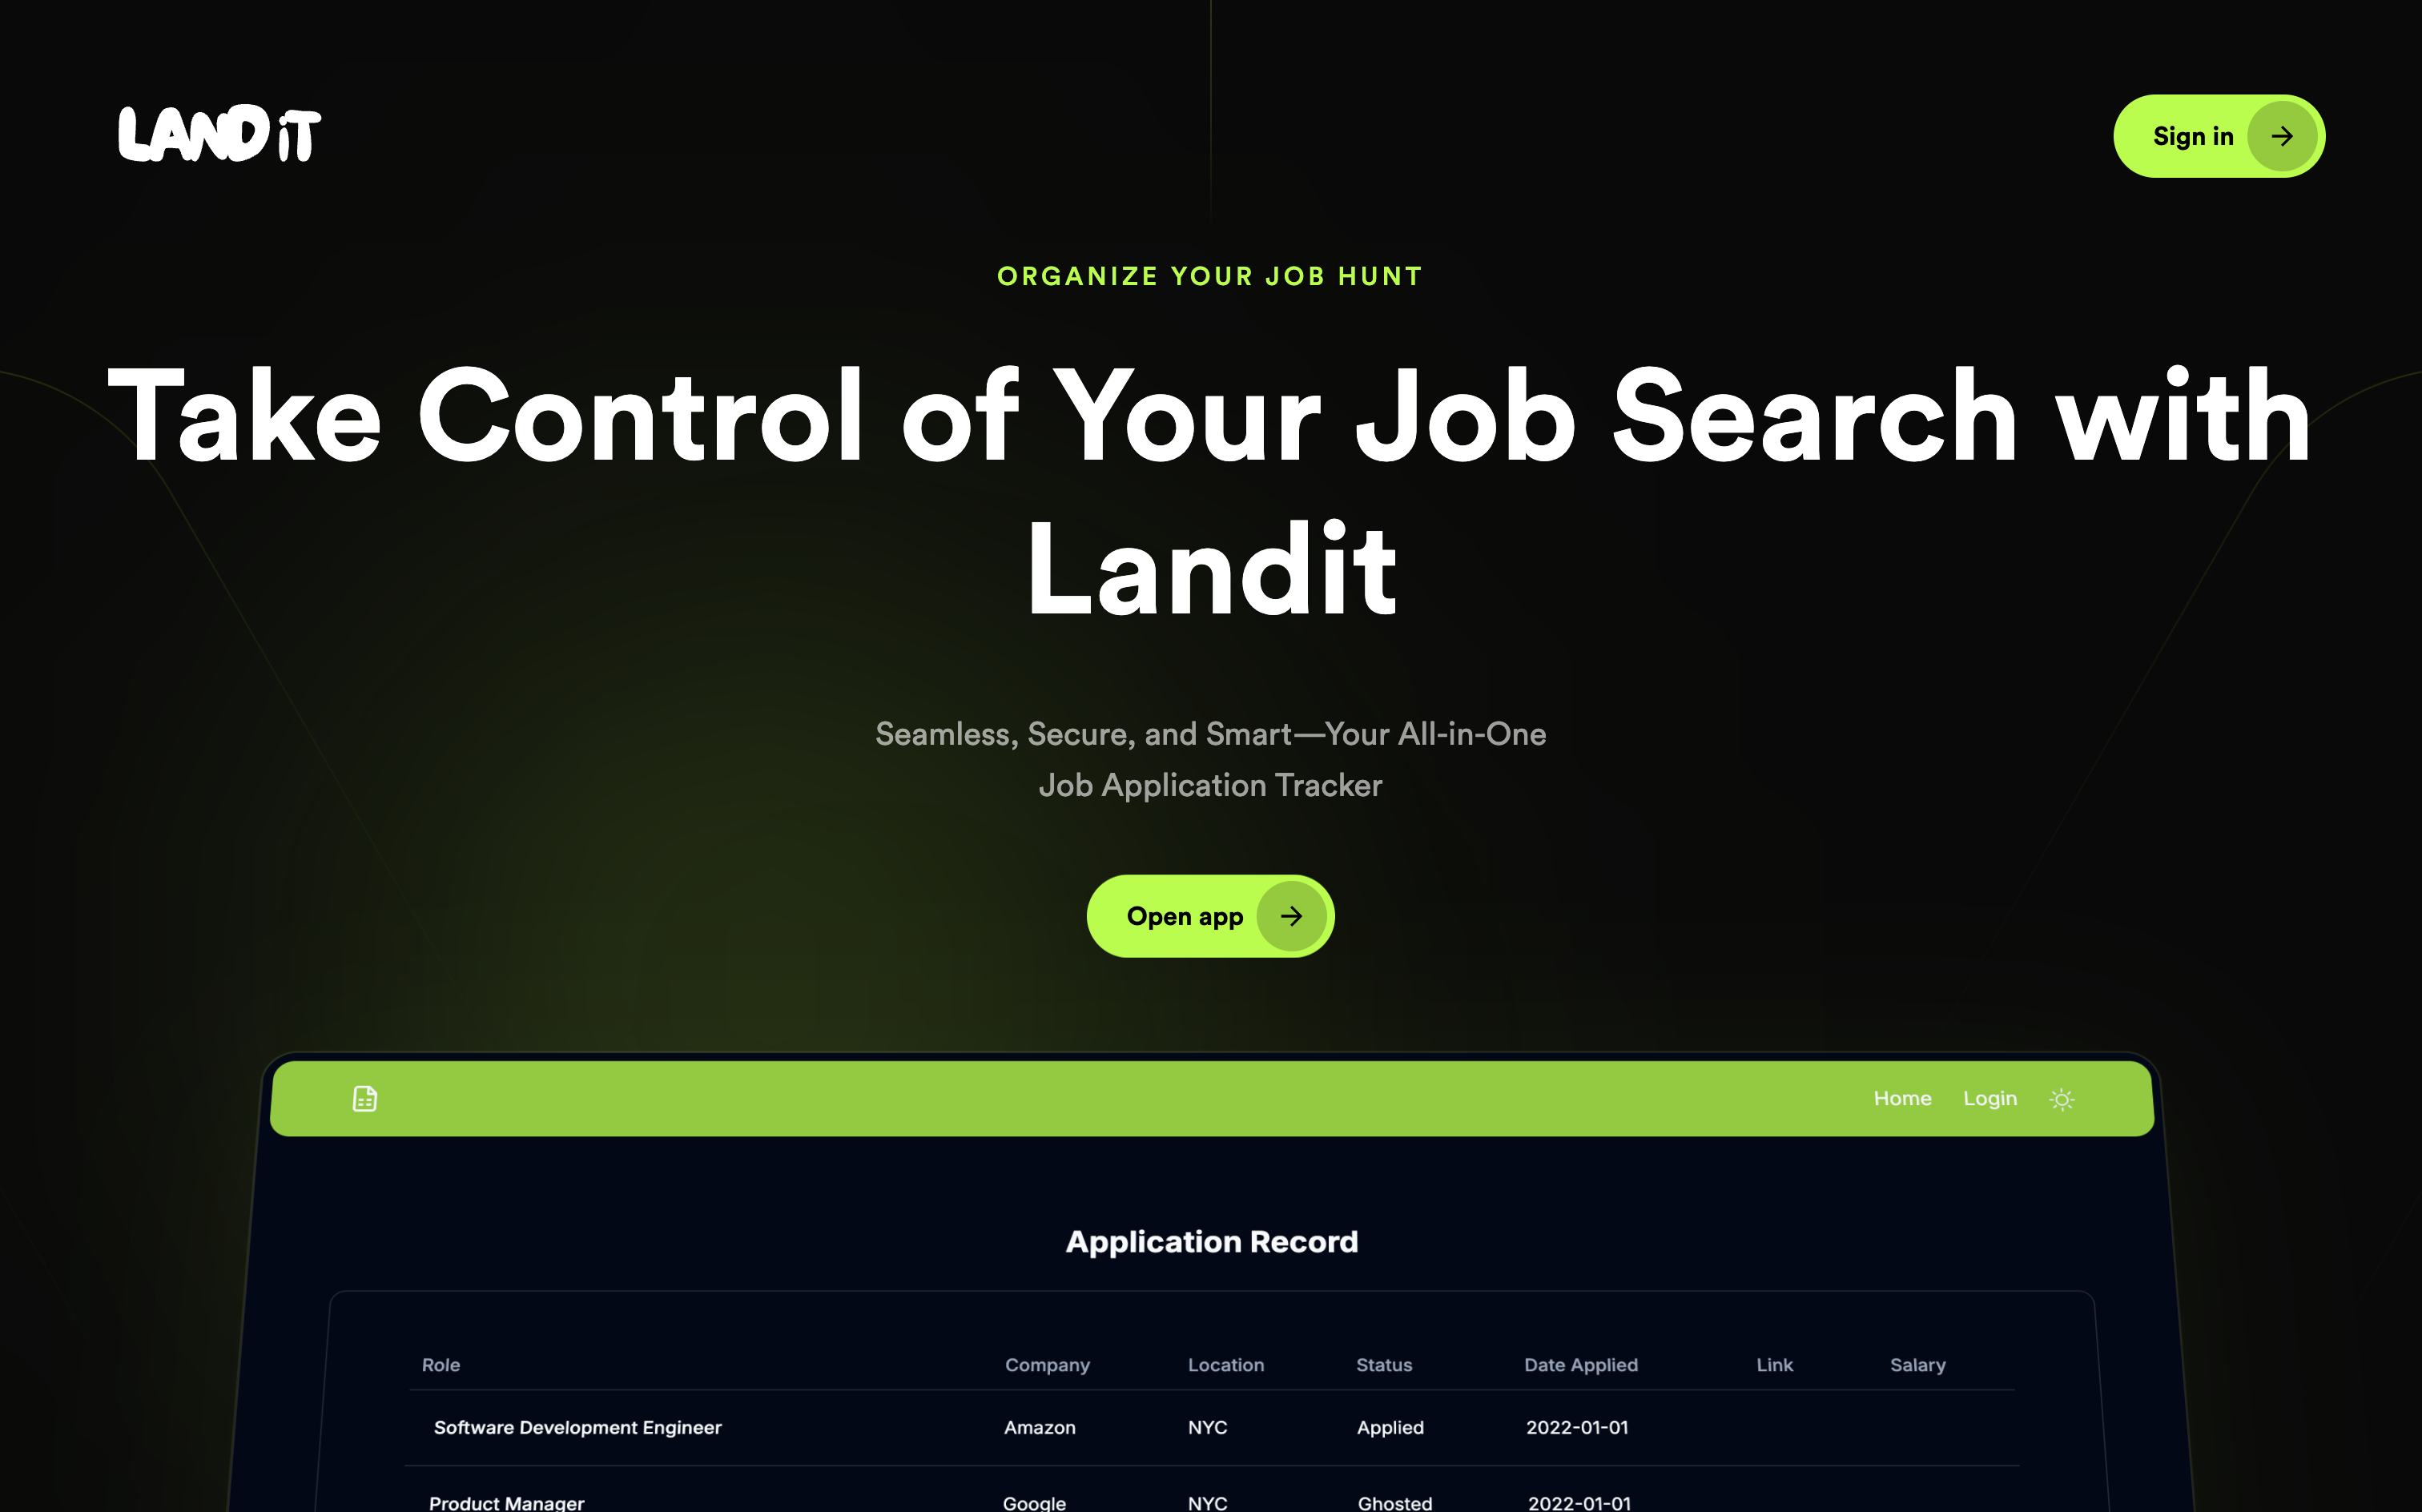 LAND iT
Sign in
ORGANIZE YOUR JOB HUNT
Take Control of Your Job Search with
Landit
Seamless, Secure, and Smart—Your All-in-One
Job Application Tracker
Open app
Home Login
Application Record
Role Company Location Status Date Applied Link Salary
Software Development Engineer Amazon NYC Applied 2022-01-01
Product Manager Google NYC Ghosted 2022-01-01